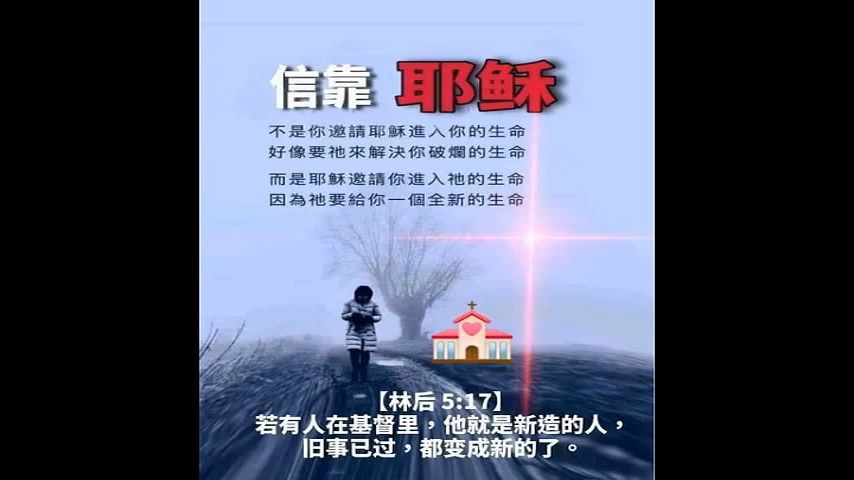 信靠 耶稣
不是你邀請耶穌進入你的生命
好像要祂來解決你破爛的生命
而是耶穌邀請你進入祂的生命
因為祂要給你一個全新的生命
【林后 5:17】
若有人在基督里，他就是新造的人，
旧事已过，都变成新的了。